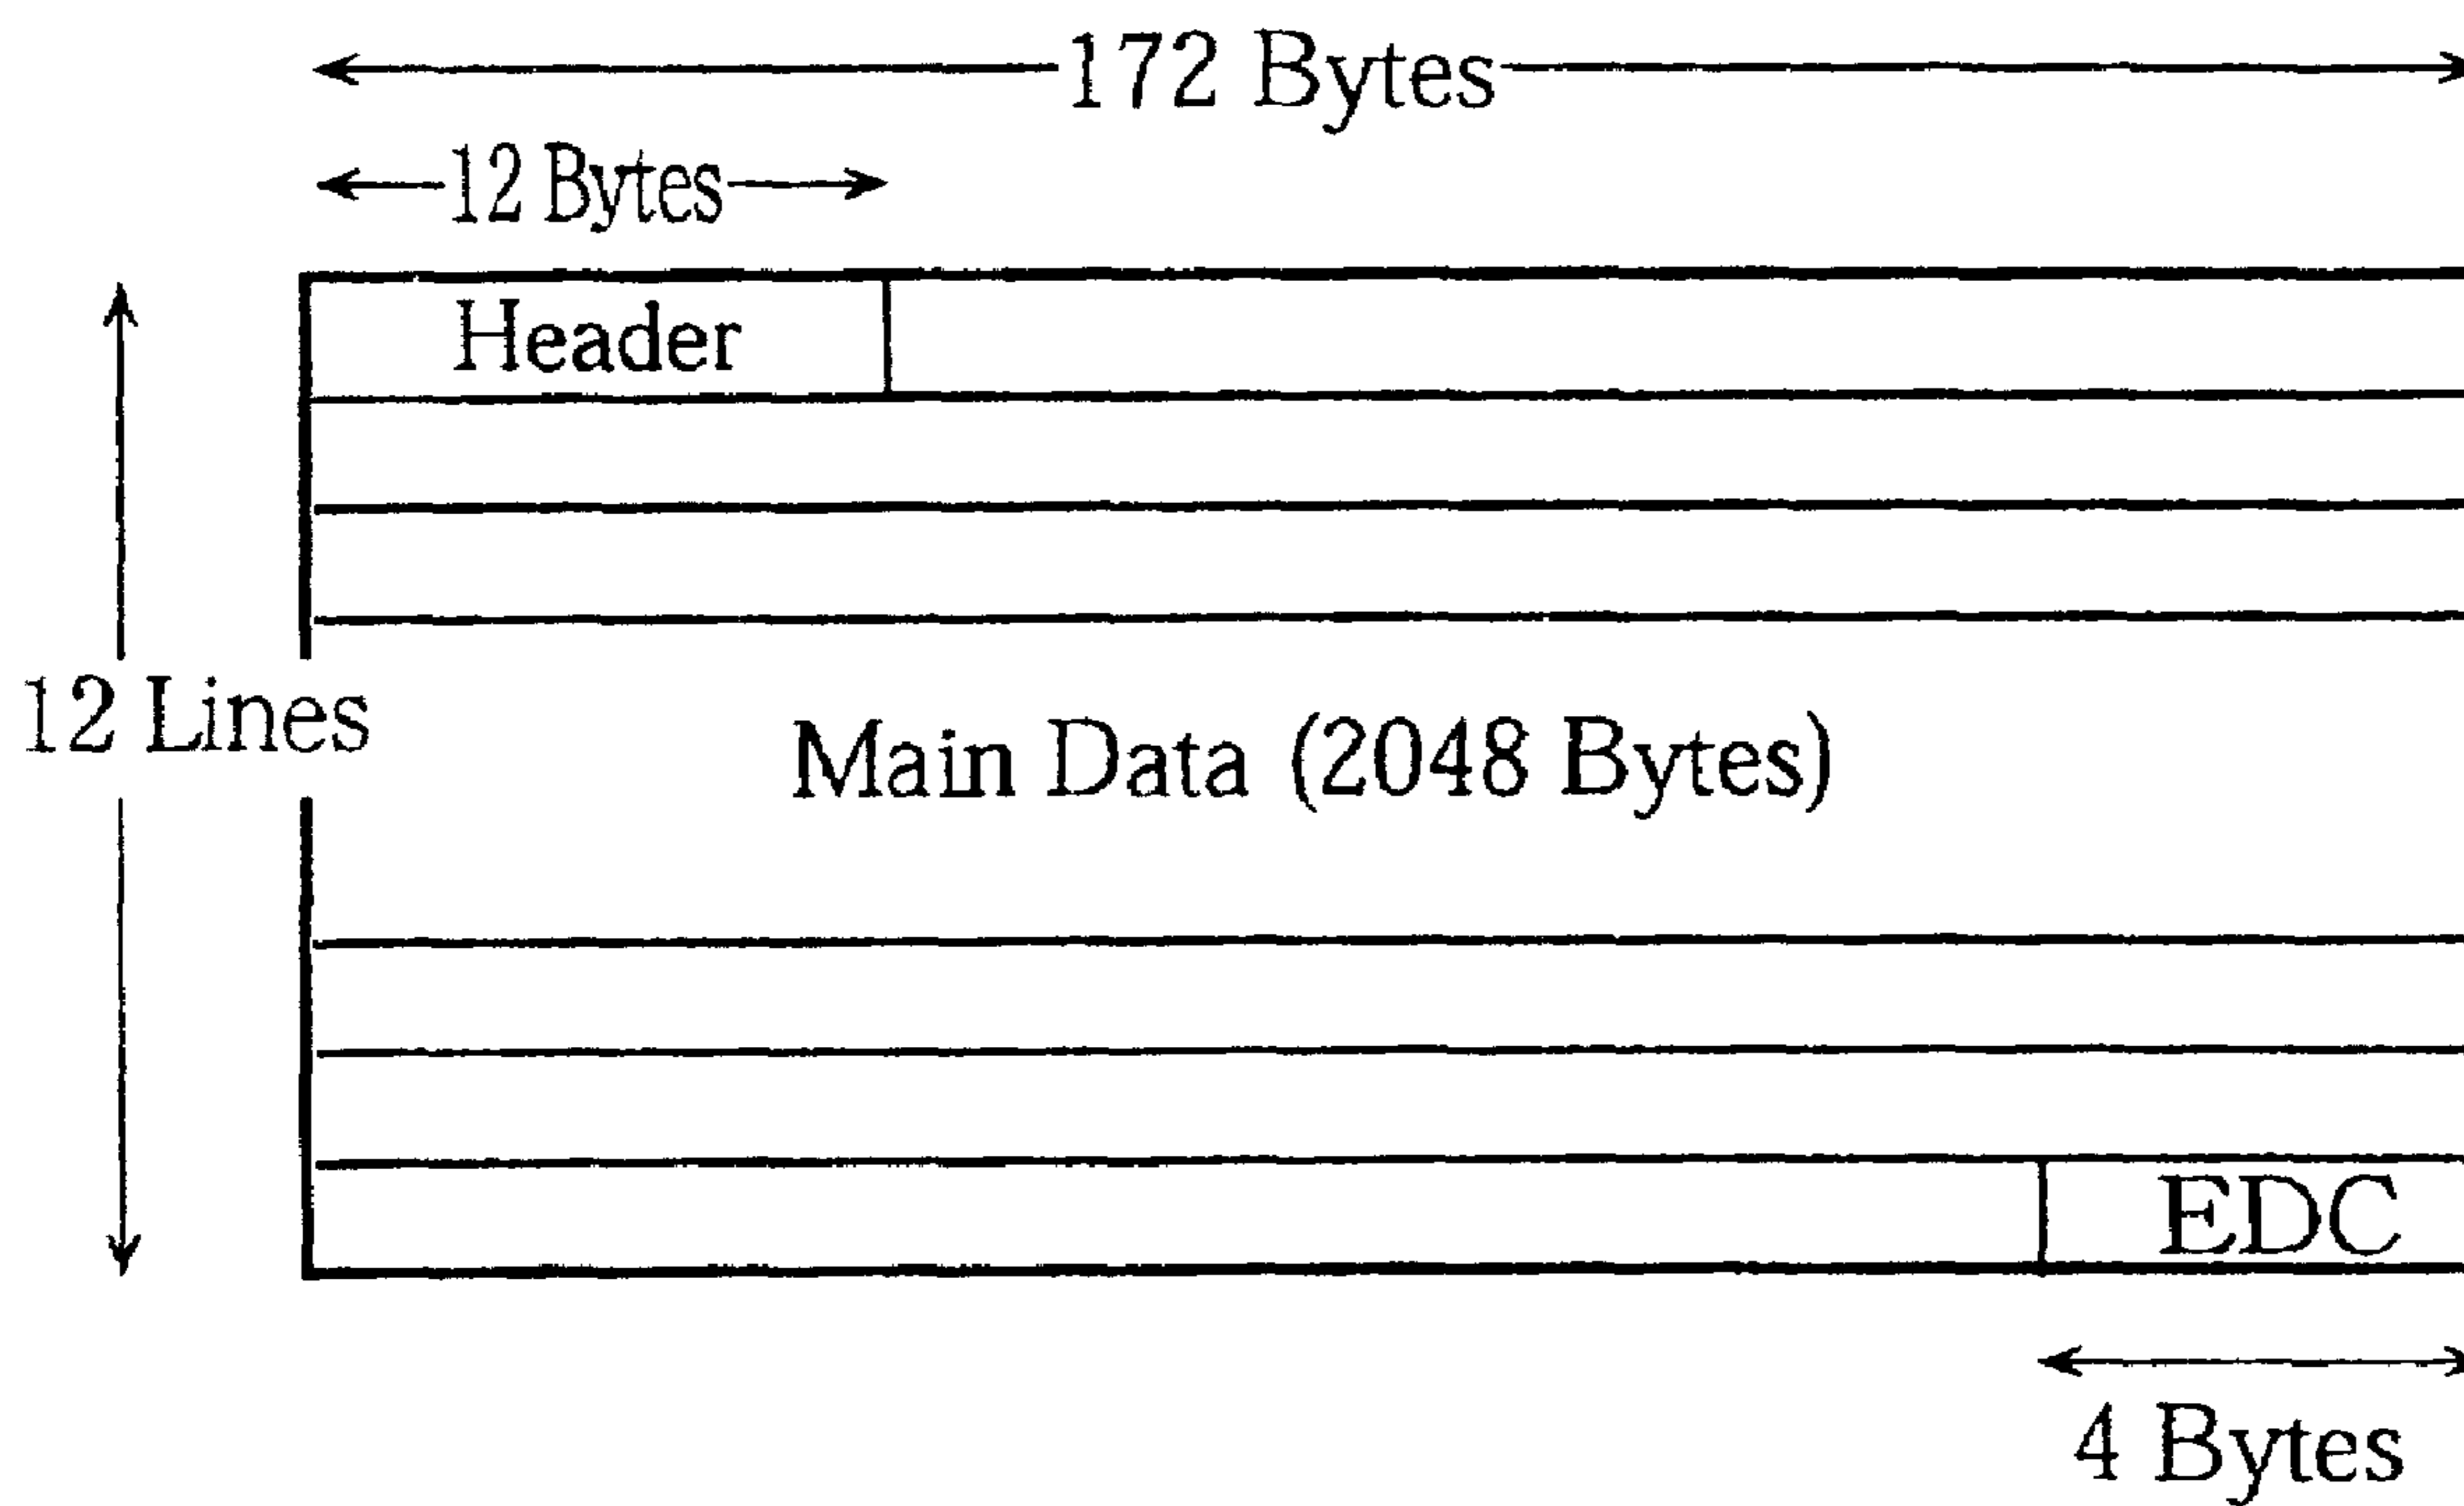 172 Bytes
12 Bytes
Header
12 Lines
Main Data (2048 Bytes)
EDC
4 Bytes